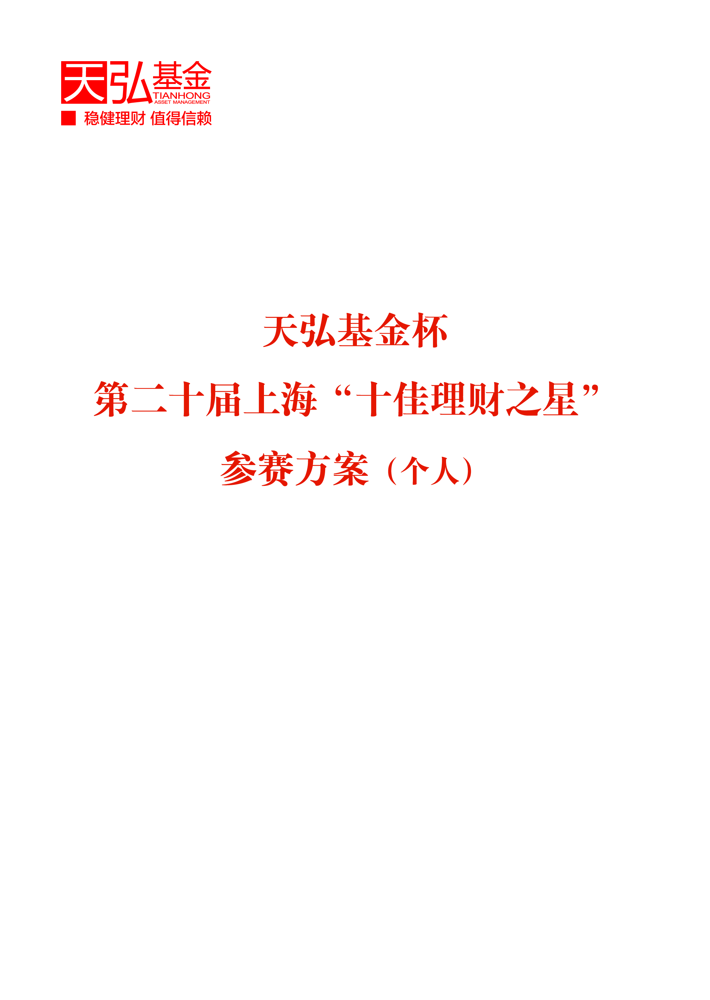 天弘基金
TIANHONG
ASSET MANAGEMENT
稳健理财 值得信赖
天弘基金杯
第二十届上海“十佳理财之星”
参赛方案（个人）